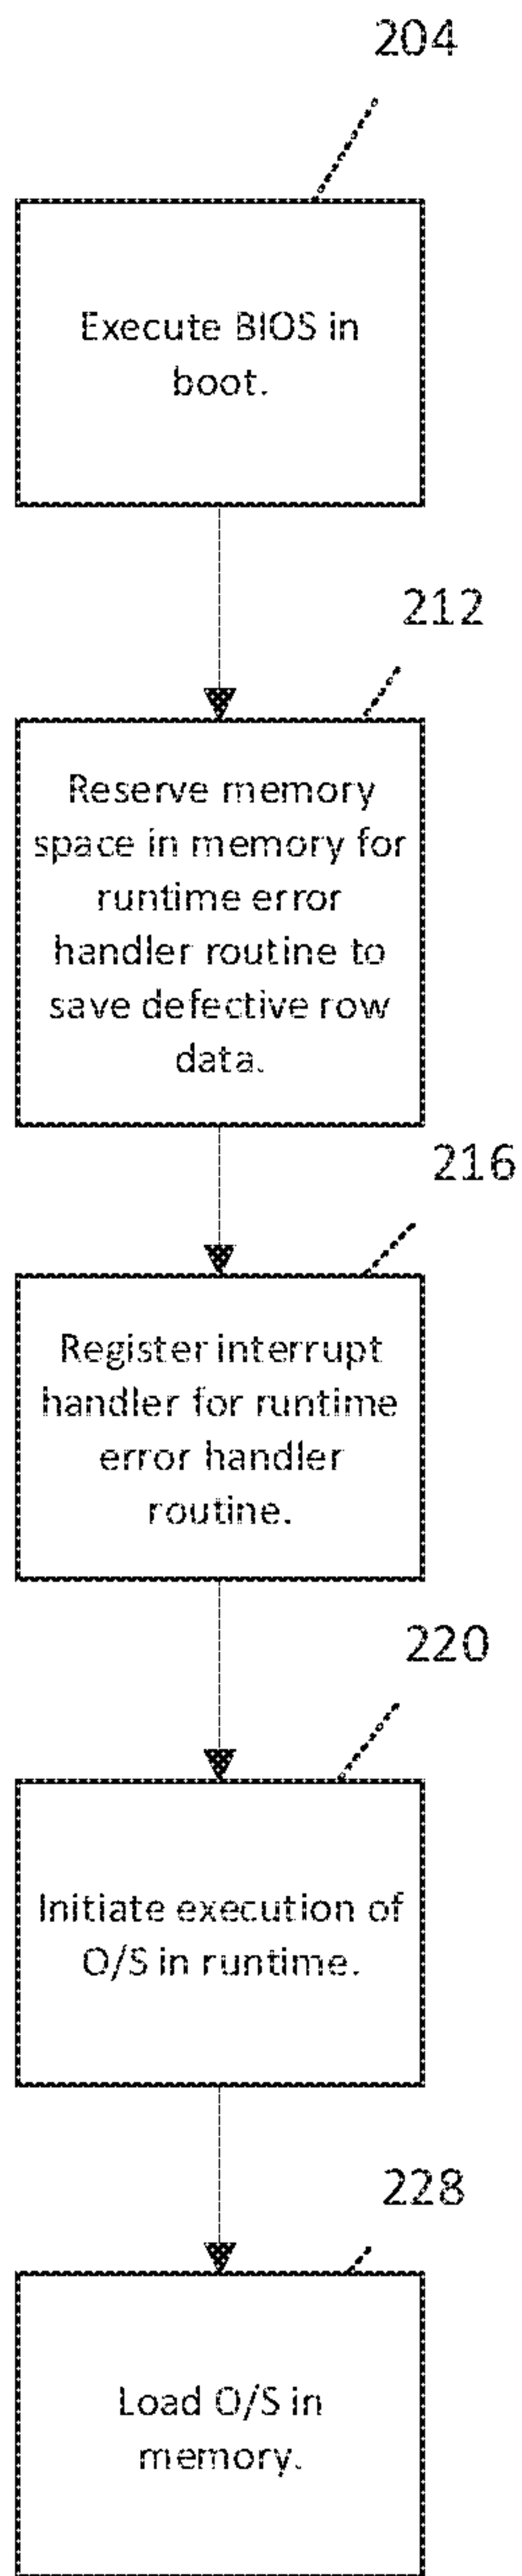 204
Execute BIOS in
boot.
212
Reserve memory
space in memory for
runtime error
handler routine to
save defective row
data.
216
Register interrupt
handler for runtime
error handler
routine.
220
Initiate execution of
O/S in runtime.
228
Load O/S in
memory.